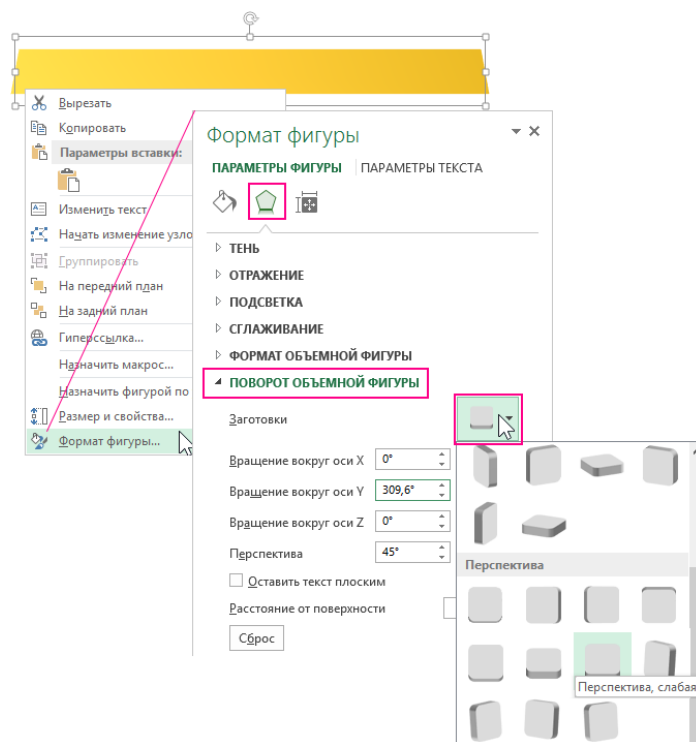 Вырезать
Копировать
Параметры вставки:
Изменить текст
Начать изменение узло
Группировать
На передний план
На задний план
Гиперссылка...
Назначить макрос...
Назначить фигурой по
Размер и свойства...
Формат фигуры...
Формат фигуры
ПАРАМЕТРЫ ФИГУРЫ ПАРАМЕТРЫ ТЕКСТА
ТЕНЬ
ОТРАЖЕНИЕ
ПОДСВЕТКА
СГЛАЖИВАНИЕ
ФОРМАТ ОБЪЕМНОЙ ФИГУРЫ
ПОВОРОТ ОБЪЕМНОЙ ФИГУРЫ
Заготовки
Вращение вокруг оси X 0°
Вращение вокруг оси Y 309,6°
Вращение вокруг оси Z 0°
Перспектива 45°
Оставить текст плоским
Расстояние от поверхности
Сброс
Перспектива
Перспектива, слабая